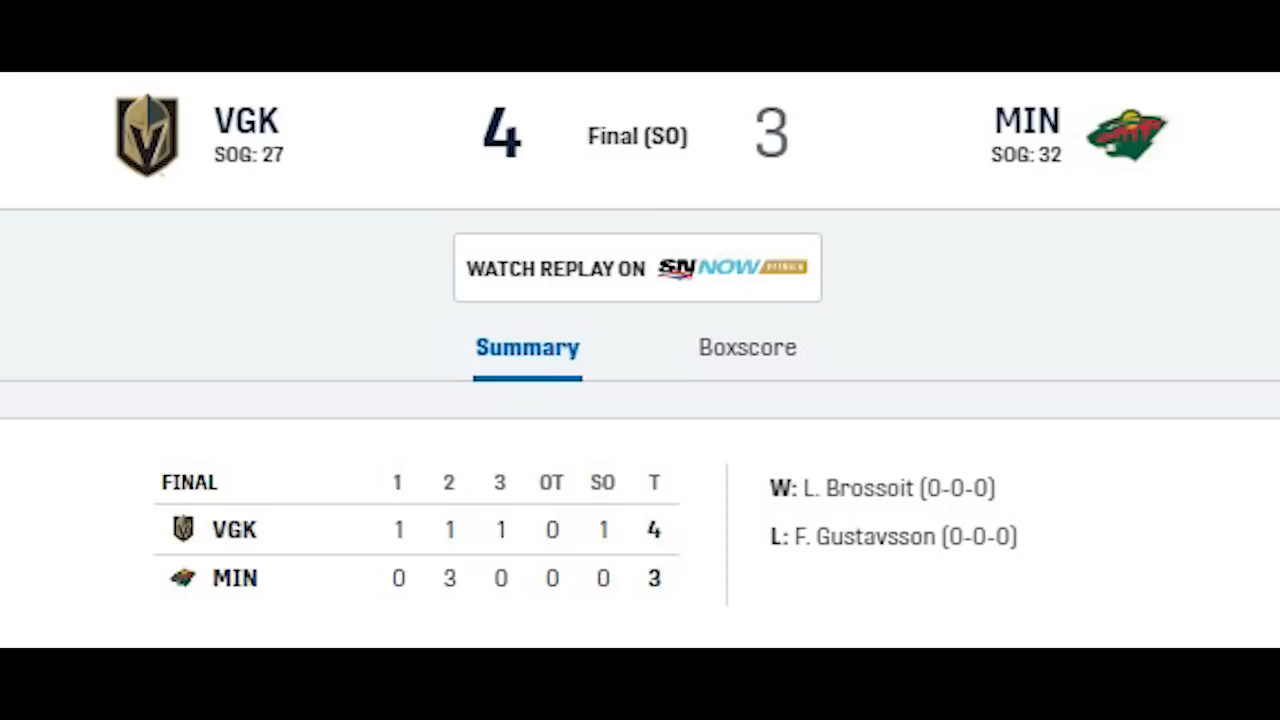 VGK 4 Final (SO) 3 MIN
SOG: 27 SOG: 32
WATCH REPLAY ON SN NOW
Summary Boxscore
FINAL 1 2 3 OT SO T
VGK 1 1 1 0 1 4
MIN 0 3 0 0 0 3
W: L. Brossoit (0-0-0)
L: F. Gustavsson (0-0-0)